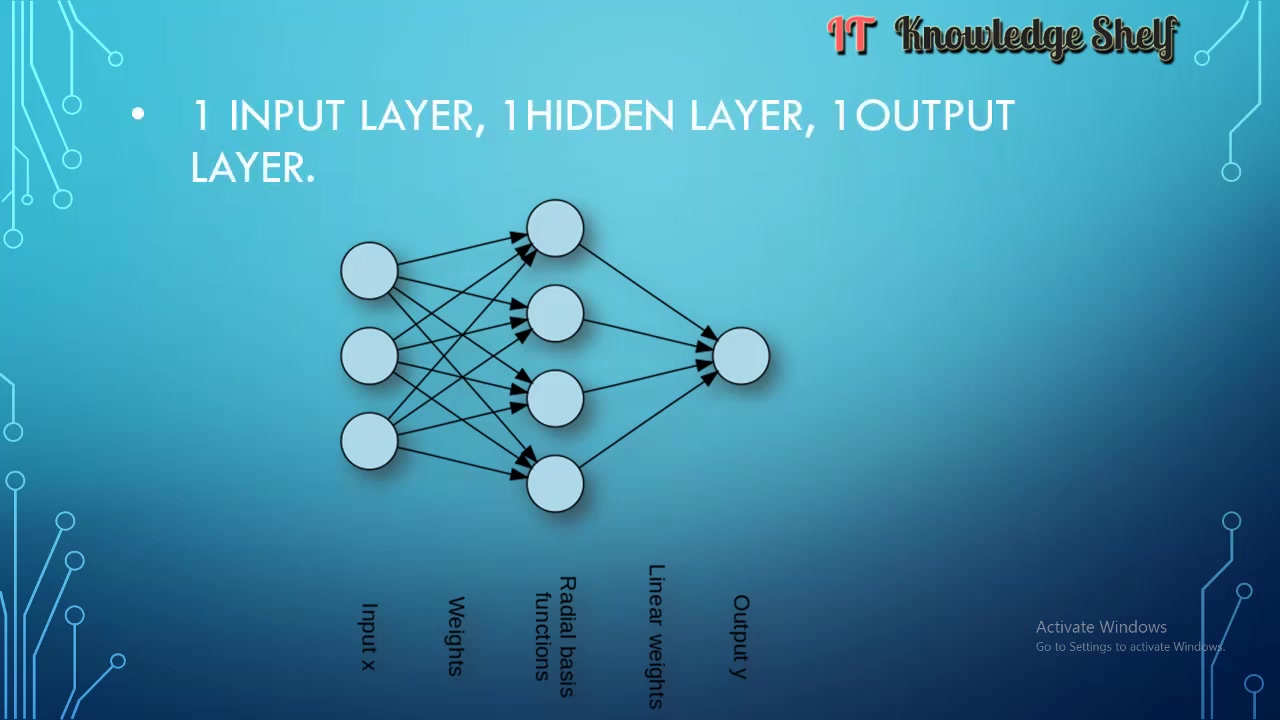 IT Knowledge Shelf
• 1 INPUT LAYER, 1HIDDEN LAYER, 1OUTPUT
LAYER.
Input x
Weights
Radial basis
functions
Linear weights
Output y
Activate Windows
Go to Settings to activate Windows.